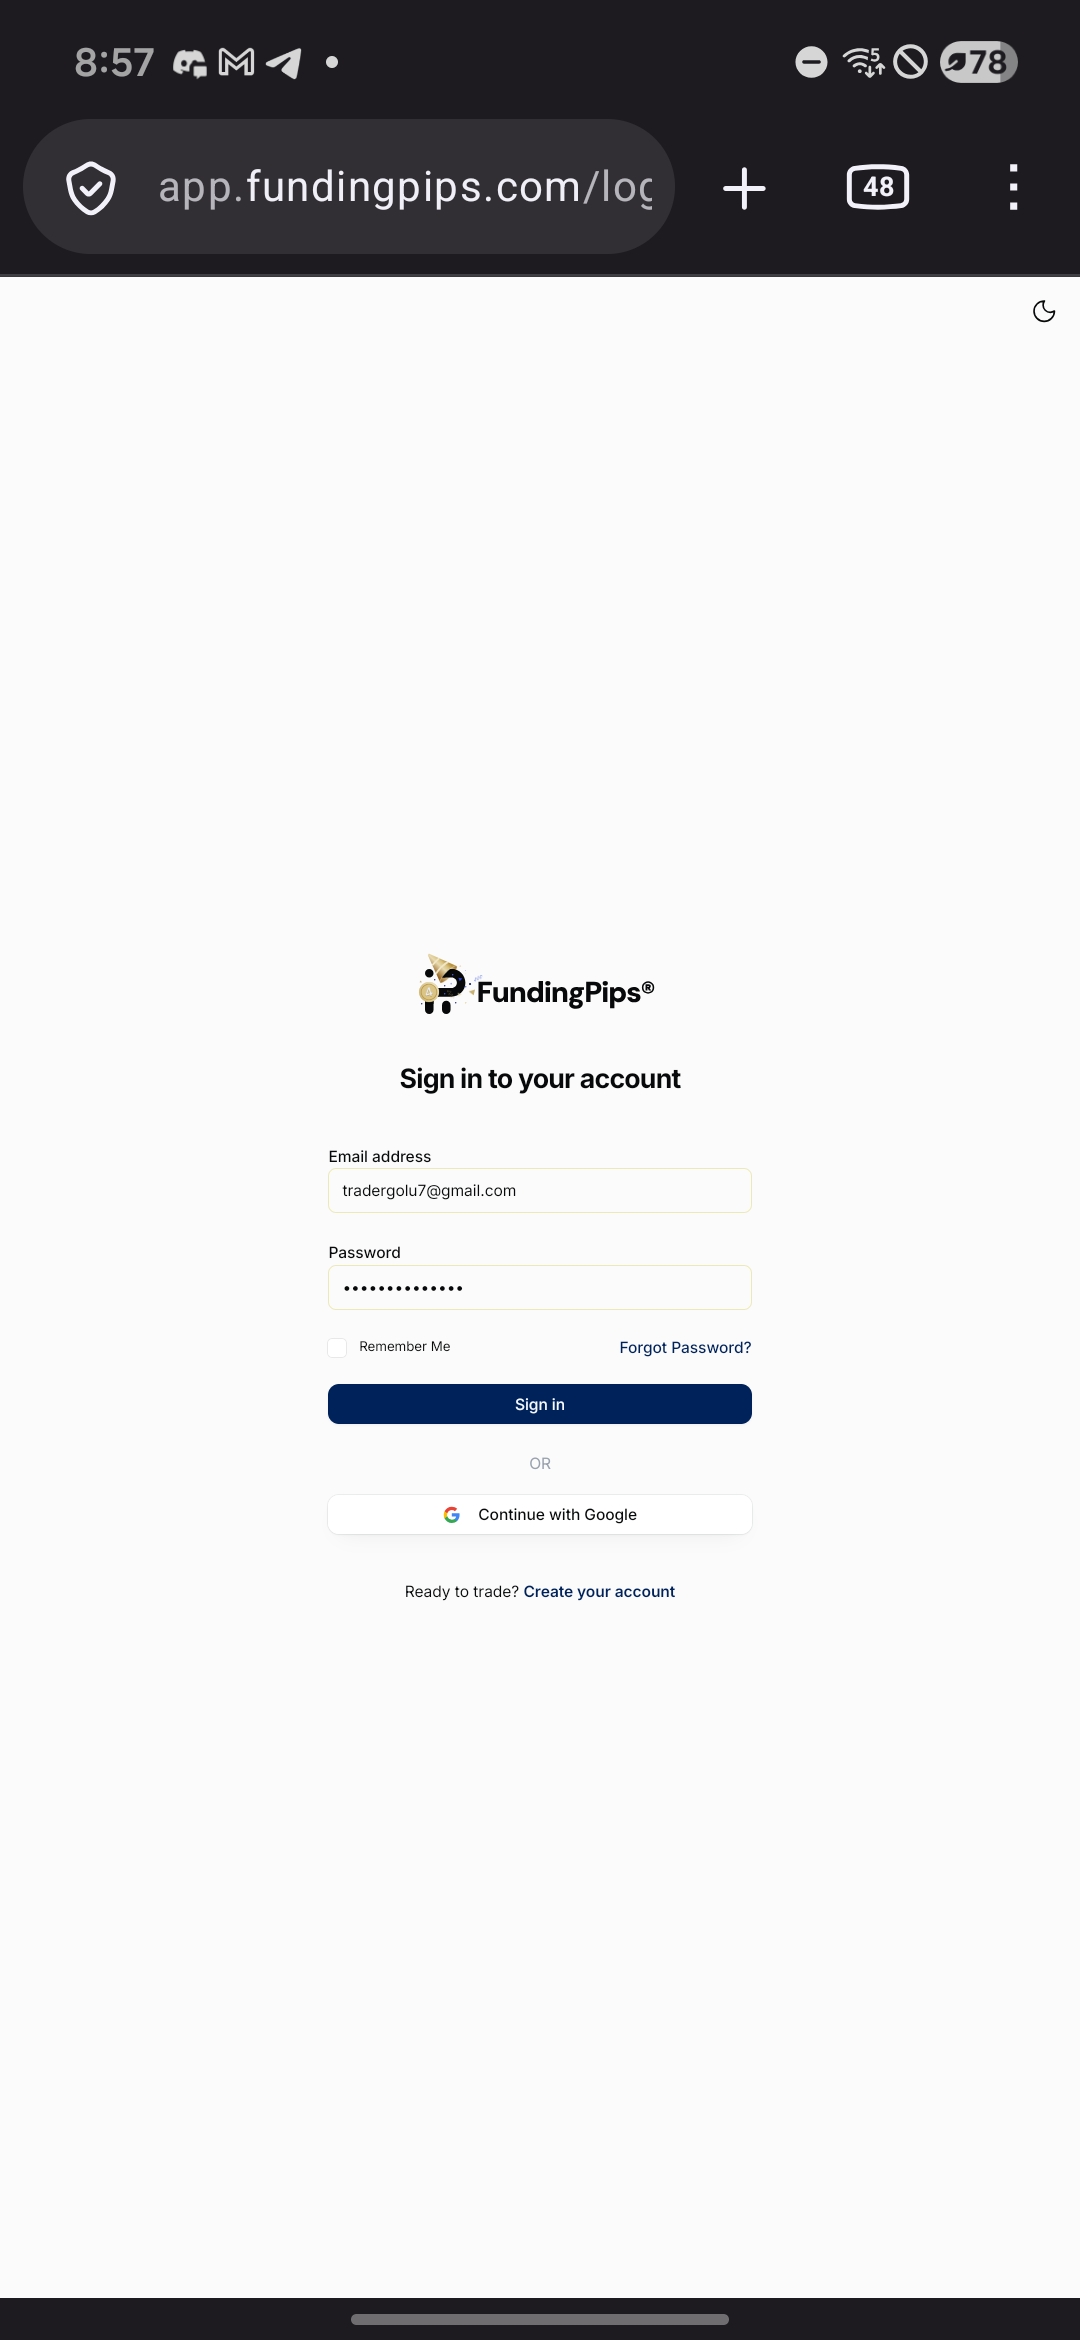 8:57
5
78
app.fundingpips.com/log
48
FundingPips®
Sign in to your account
Email address
tradergolu7@gmail.com
Password
••••••••••••••
Remember Me
Forgot Password?
Sign in
OR
Continue with Google
Ready to trade? Create your account